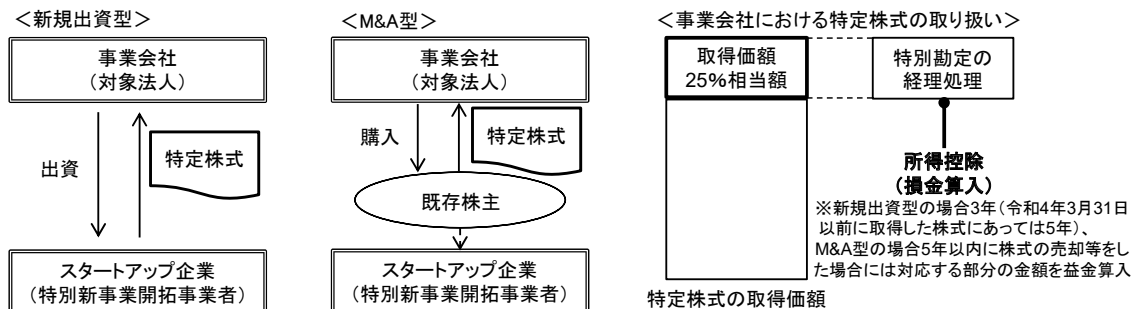 ＜新規出資型＞
事業会社
（対象法人）
出資
特定株式
スタートアップ企業
（特別新事業開拓事業者）
＜M&A型＞
事業会社
（対象法人）
購入
特定株式
既存株主
スタートアップ企業
（特別新事業開拓事業者）
＜事業会社における特定株式の取り扱い＞
取得価額
25%相当額
特別勘定の
経理処理
所得控除
（損金算入）
※新規出資型の場合3年（令和4年3月31日
以前に取得した株式にあっては5年）、
M&A型の場合5年以内に株式の売却等をし
た場合には対応する部分の金額を益金算入
特定株式の取得価額